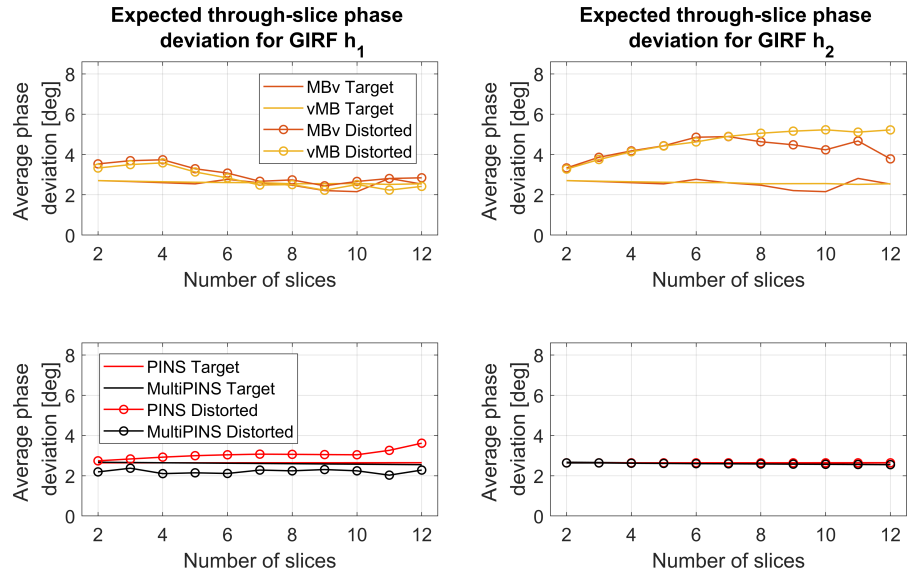 Expected through-slice phase
deviation for GIRF h1
8
6
4
2
0
Average phase
deviation [deg]
MBv Target
vMB Target
MBv Distorted
vMB Distorted
2 4 6 8 10 12
Number of slices
Expected through-slice phase
deviation for GIRF h2
8
6
4
2
0
Average phase
deviation [deg]
2 4 6 8 10 12
Number of slices
8
6
4
2
0
Average phase
deviation [deg]
PINS Target
MultiPINS Target
PINS Distorted
MultiPINS Distorted
2 4 6 8 10 12
Number of slices
8
6
4
2
0
Average phase
deviation [deg]
2 4 6 8 10 12
Number of slices